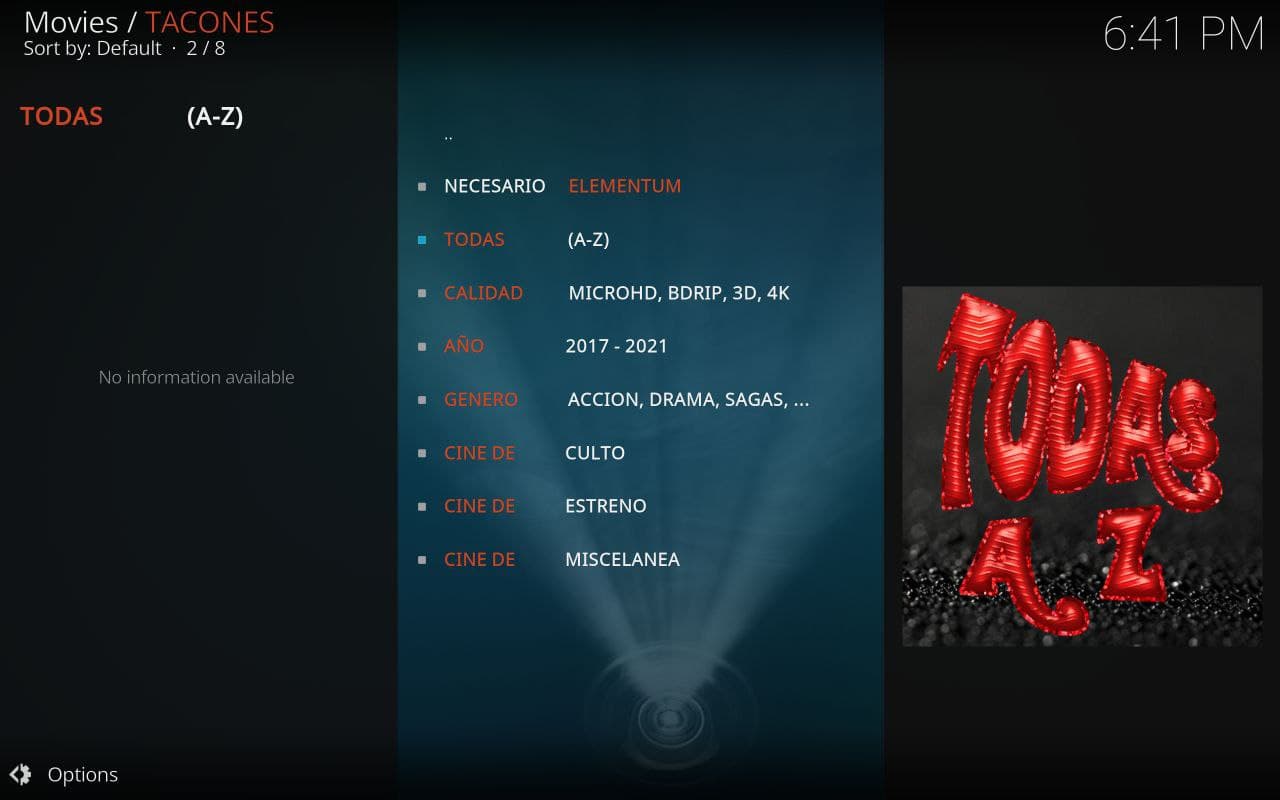 Movies / TACONES
Sort by: Default · 2 / 8
6:41 PM
TODAS (A-Z)
..
NECESARIO ELEMENTUM
TODAS (A-Z)
CALIDAD MICROHD, BDRIP, 3D, 4K
AÑO 2017 - 2021
GENERO ACCION, DRAMA, SAGAS, ...
CINE DE CULTO
CINE DE ESTRENO
CINE DE MISCELANEA
No information available
TODAS
A Z
Options